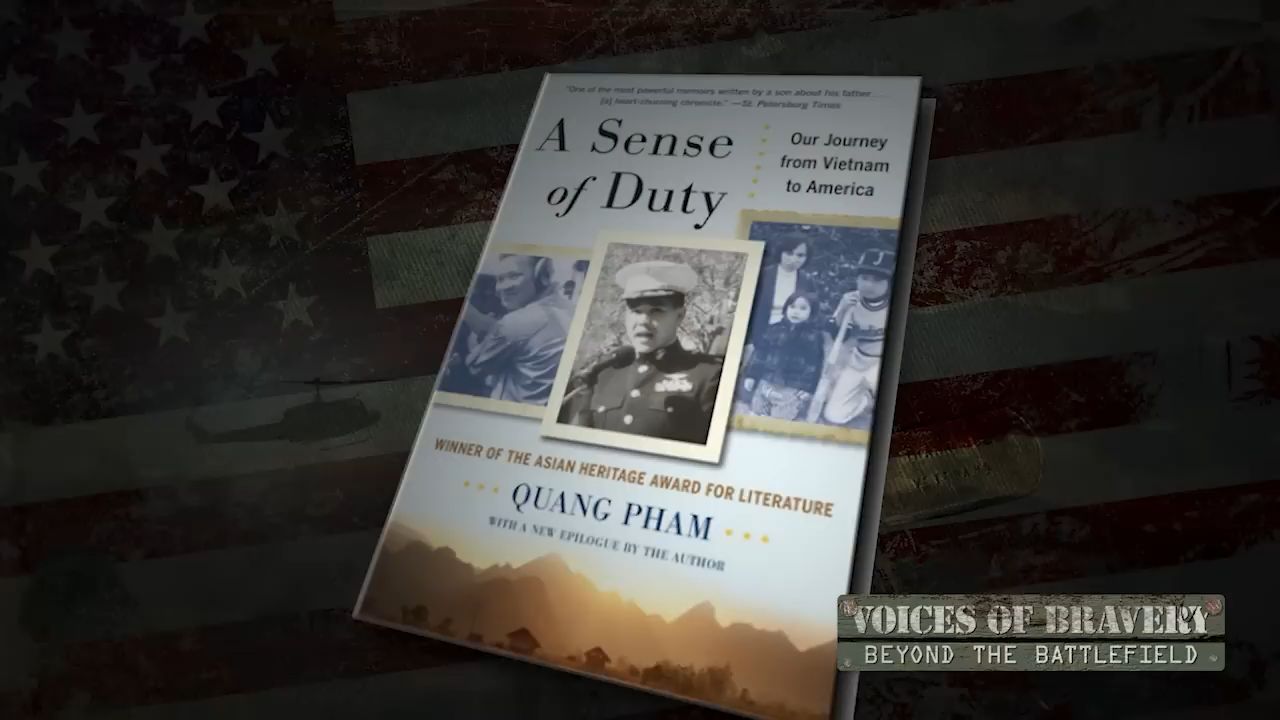 "One of the most powerful memoirs written by a son about his father . . .
[a] heart-churning chronicle." —St. Petersburg Times
A Sense
of Duty
Our Journey
from Vietnam
to America
WINNER OF THE ASIAN HERITAGE AWARD FOR LITERATURE
QUANG PHAM
WITH A NEW EPILOGUE BY THE AUTHOR
VOICES OF BRAVERY
BEYOND THE BATTLEFIELD